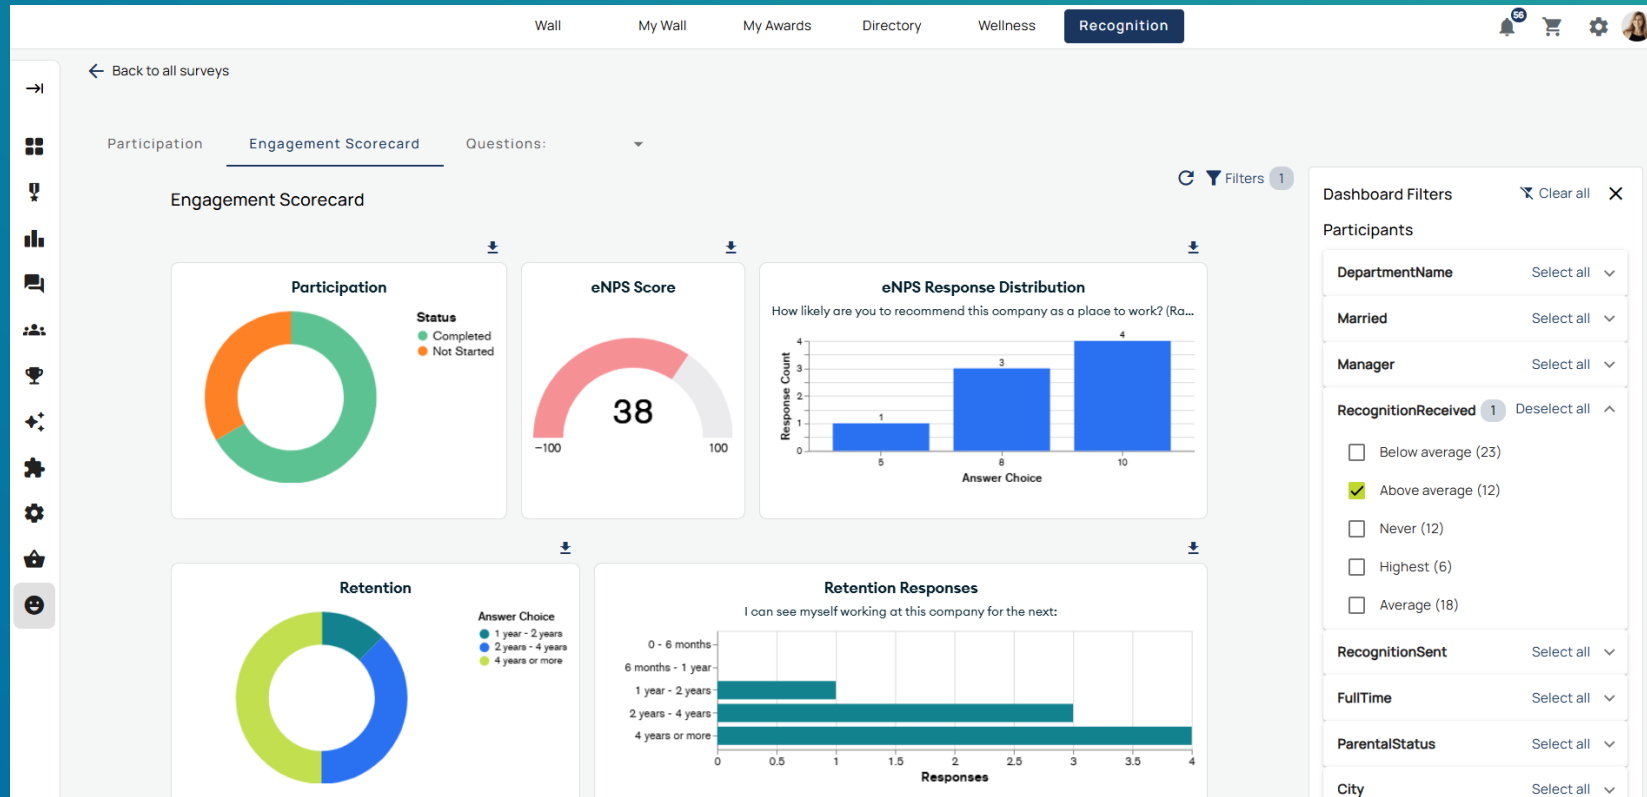 Wall My Wall My Awards Directory Wellness Recognition 56
Back to all surveys
Participation Engagement Scorecard Questions:
Filters 1
Engagement Scorecard
Participation
Status
Completed
Not Started
eNPS Score
38
−100 100
eNPS Response Distribution
How likely are you to recommend this company as a place to work? (Ra...
Response Count
4
3
2
1
0
1 3 4
5 8 10
Answer Choice
Retention
Answer Choice
1 year - 2 years
2 years - 4 years
4 years or more
Retention Responses
I can see myself working at this company for the next:
0 - 6 months
6 months - 1 year
1 year - 2 years
2 years - 4 years
4 years or more
0 0.5 1 1.5 2 2.5 3 3.5 4
Responses
Dashboard Filters Clear all
Participants
DepartmentName Select all
Married Select all
Manager Select all
RecognitionReceived 1 Deselect all
Below average (23)
Above average (12)
Never (12)
Highest (6)
Average (18)
RecognitionSent Select all
FullTime Select all
ParentalStatus Select all
City Select all